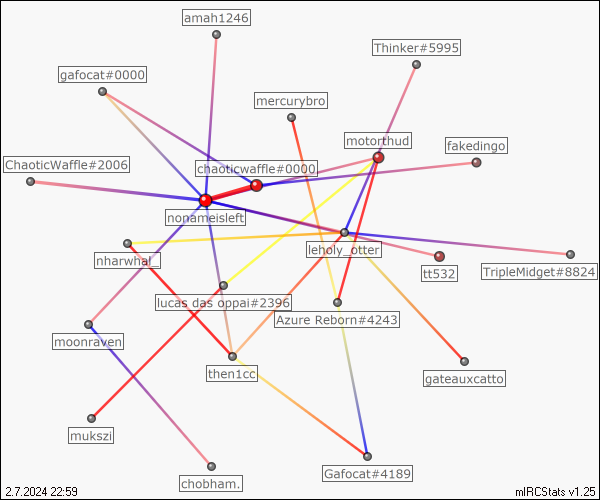 amah1246
Thinker#5995
gafocat#0000
mercurybro
motorthud
fakedingo
ChaoticWaffle#2006
chaoticwaffle#0000
nonameisleft
leholy_otter
nharwhal_
tt532
TripleMidget#8824
lucas das oppai#2396
Azure Reborn#4243
moonraven
then1cc
gateauxcatto
mukszi
Gafocat#4189
chobham.
2.7.2024 22:59
mIRCStats v1.25